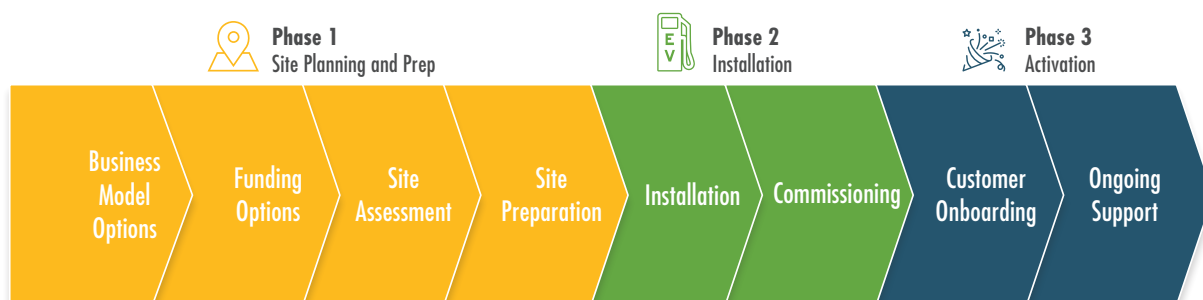 Phase 1
Site Planning and Prep
Phase 2
Installation
Phase 3
Activation
EV
Business
Model
Options
Funding
Options
Site
Assessment
Site
Preparation
Installation
Commissioning
Customer
Onboarding
Ongoing
Support